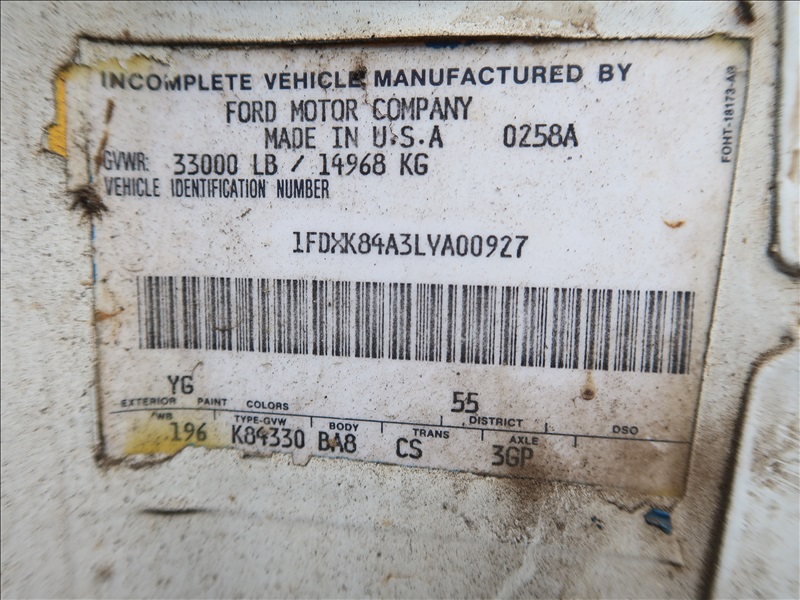 INCOMPLETE VEHICLE MANUFACTURED BY
FORD MOTOR COMPANY
MADE IN U.S.A 0258A
GVWR: 33000 LB / 14968 KG
VEHICLE IDENTIFICATION NUMBER
1FDXK84A3LVA00927
YG 55
EXTERIOR PAINT COLORS DISTRICT DSO
WB TYPE-GVW BODY TRANS AXLE
196 K84330 BA8 CS 3GP
FONT-18173-AB